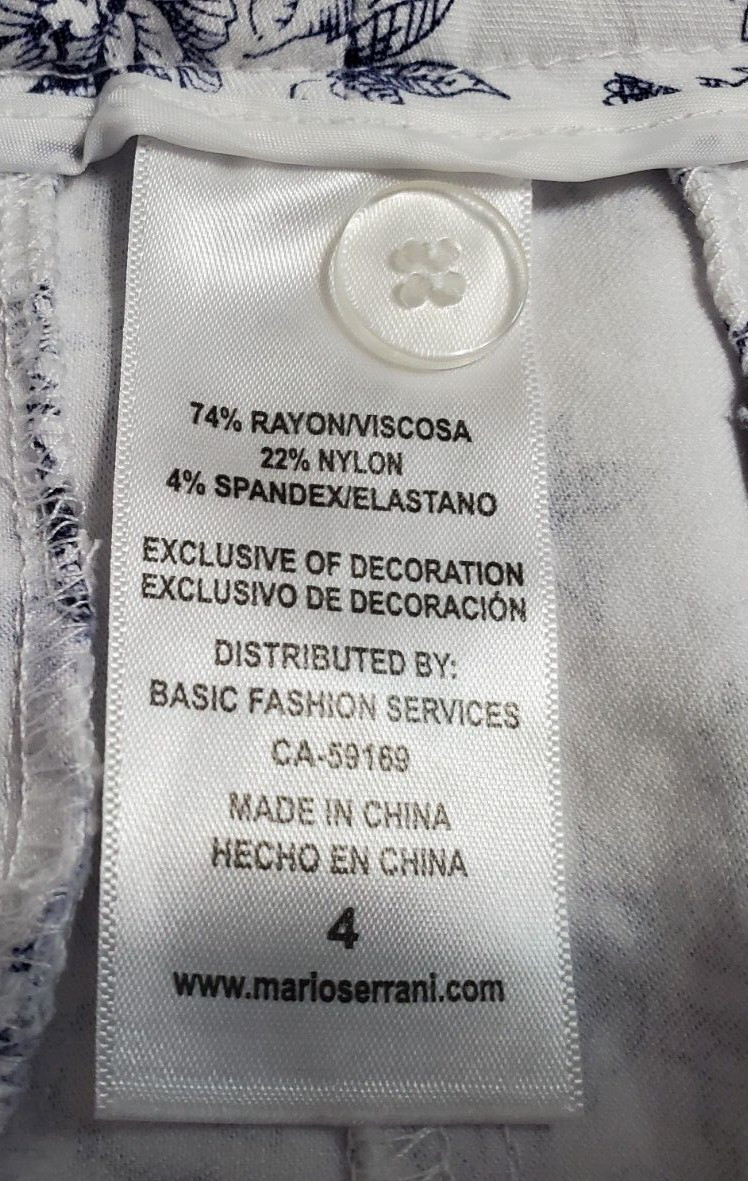 74% RAYON/VISCOSA
22% NYLON
4% SPANDEX/ELASTANO
EXCLUSIVE OF DECORATION
EXCLUSIVO DE DECORACIÓN
DISTRIBUTED BY:
BASIC FASHION SERVICES
CA-59169
MADE IN CHINA
HECHO EN CHINA
4
www.marioserrani.com